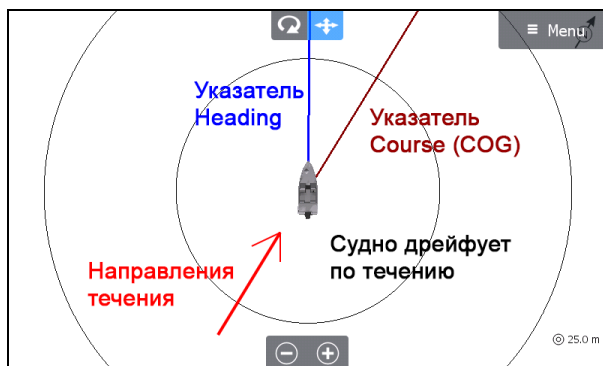 Menu
Указатель
Heading
Указатель
Course (COG)
Судно дрейфует
по течению
Направления
течения
25.0 m